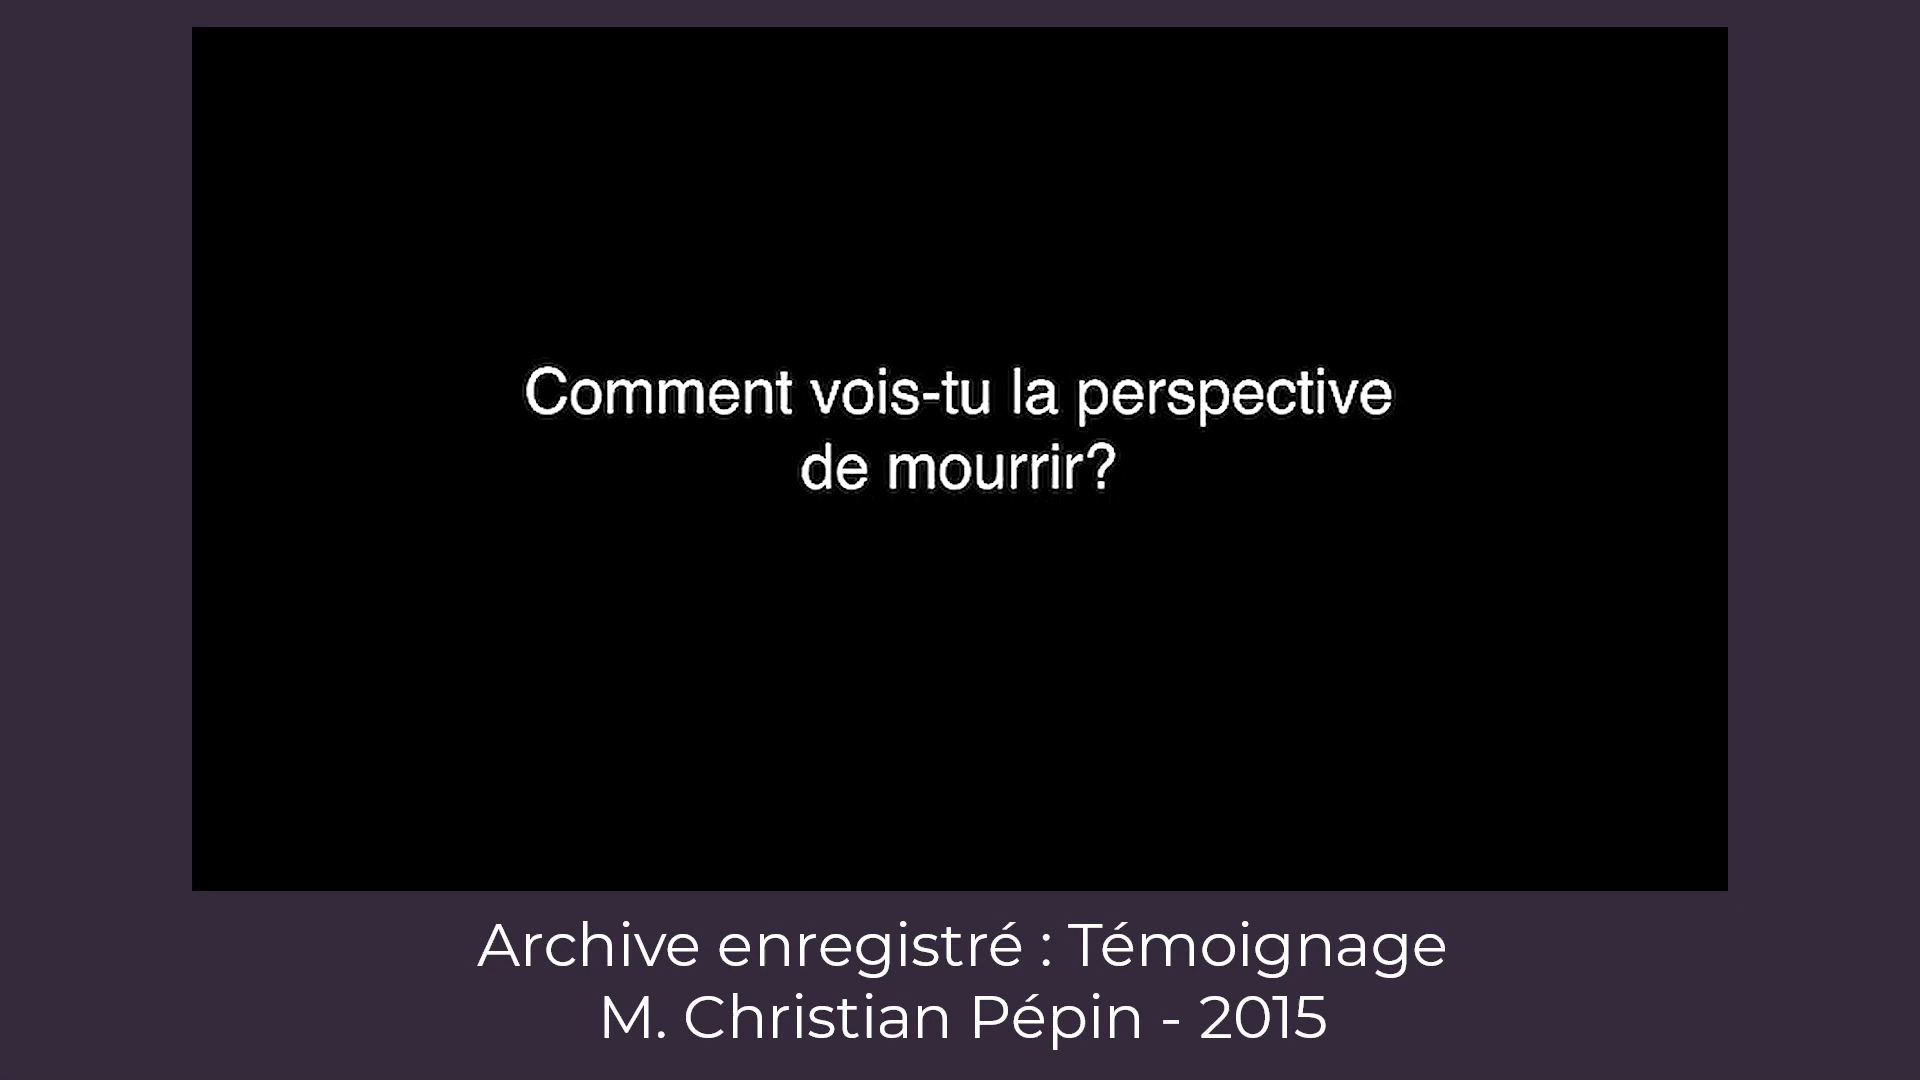 Comment vois-tu la perspective
de mourrir?
Archive enregistré : Témoignage
M. Christian Pépin - 2015